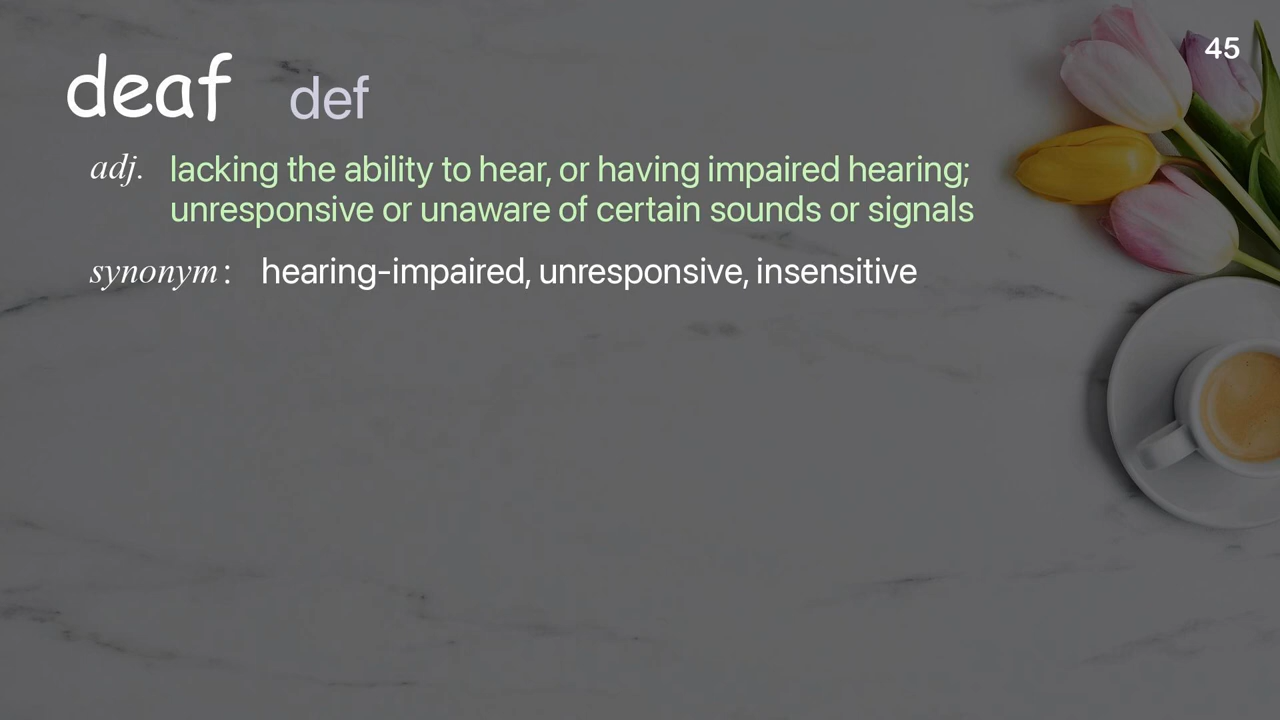 45
deaf def
adj. lacking the ability to hear, or having impaired hearing;
unresponsive or unaware of certain sounds or signals
synonym: hearing-impaired, unresponsive, insensitive